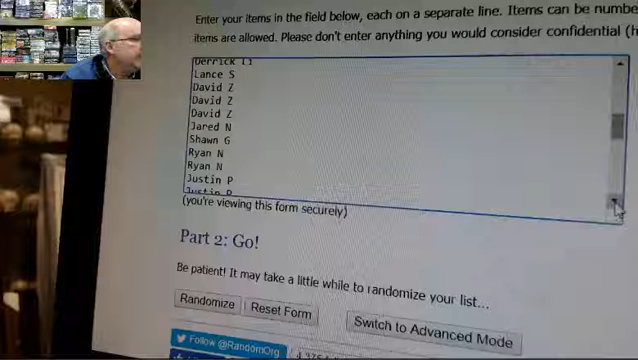 Enter your items in the field below, each on a separate line. Items can be numbe
items are allowed. Please don't enter anything you would consider confidential (h
Derrick Li
Lance S
David Z
David Z
David Z
Jared N
Shawn G
Ryan N
Ryan N
Justin P
Justin P
(you're viewing this form securely)
Part 2: Go!
Be patient! It may take a little while to randomize your list...
Randomize
Reset Form
Switch to Advanced Mode
Follow @RandomOrg